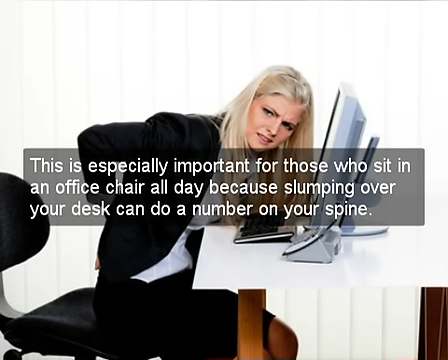 This is especially important for those who sit in
an office chair all day because slumping over
your desk can do a number on your spine.